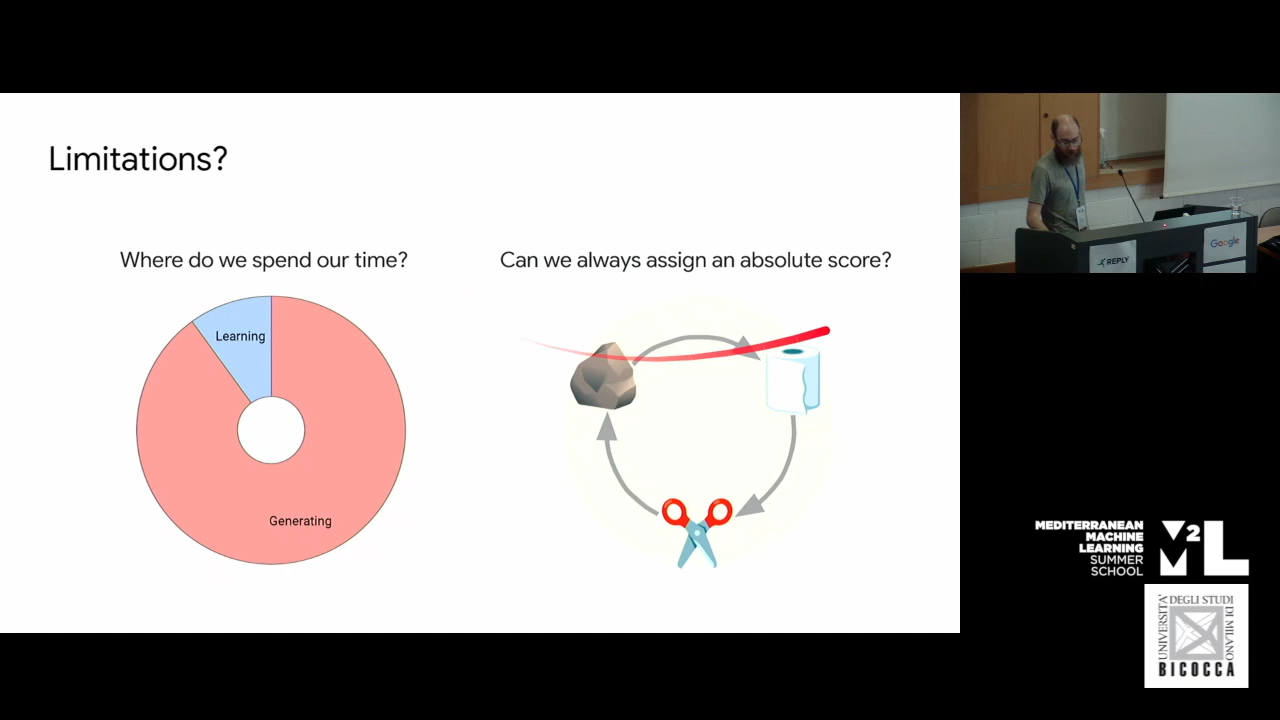 Limitations?
Where do we spend our time?
Can we always assign an absolute score?
Learning
Generating
REPLY
Google
MEDITERRANEAN
MACHINE
LEARNING
SUMMER
SCHOOL
M2L
UNIVERSITA'
DEGLI STUDI
DI MILANO
BICOCCA